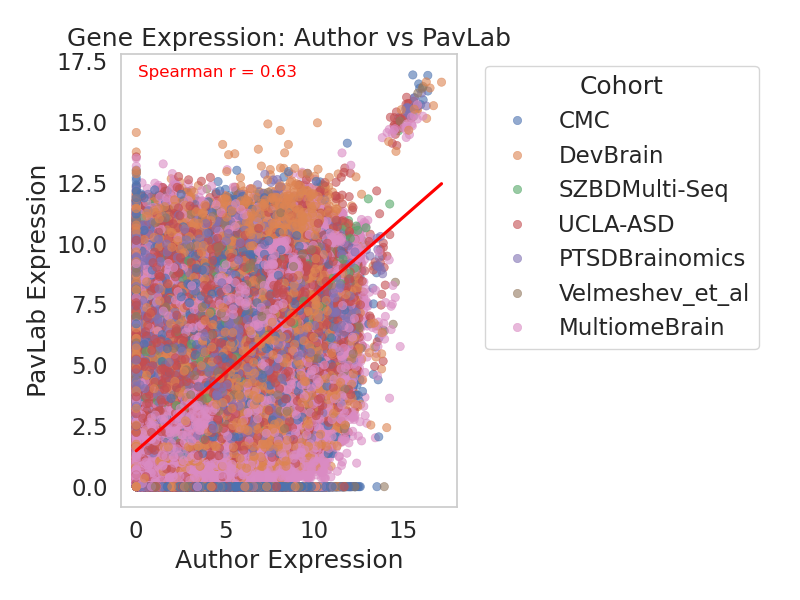 Gene Expression: Author vs PavLab
Spearman r = 0.63
17.5
15.0
12.5
10.0
7.5
5.0
2.5
0.0
PavLab Expression
0 5 10 15
Author Expression
Cohort
CMC
DevBrain
SZBDMulti-Seq
UCLA-ASD
PTSDBrainomics
Velmeshev_et_al
MultiomeBrain